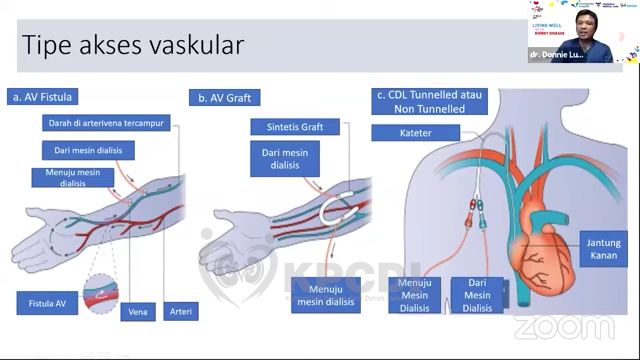 Tipe akses vaskular
LIVING WELL
KIDNEY DISEASE
dr. Donnie Lu...
a. AV Fistula
Darah di arterivena tercampur
Dari mesin dialisis
Menuju mesin
dialisis
Fistula AV
Vena
Arteri
b. AV Graft
Sintetis Graft
Dari mesin
dialisis
Menuju
mesin dialisis
c. CDL Tunnelled atau
Non Tunnelled
Kateter
Jantung
Kanan
Menuju
Mesin
Dialisis
Dari
Mesin
Dialisis
KPCDI
zoom